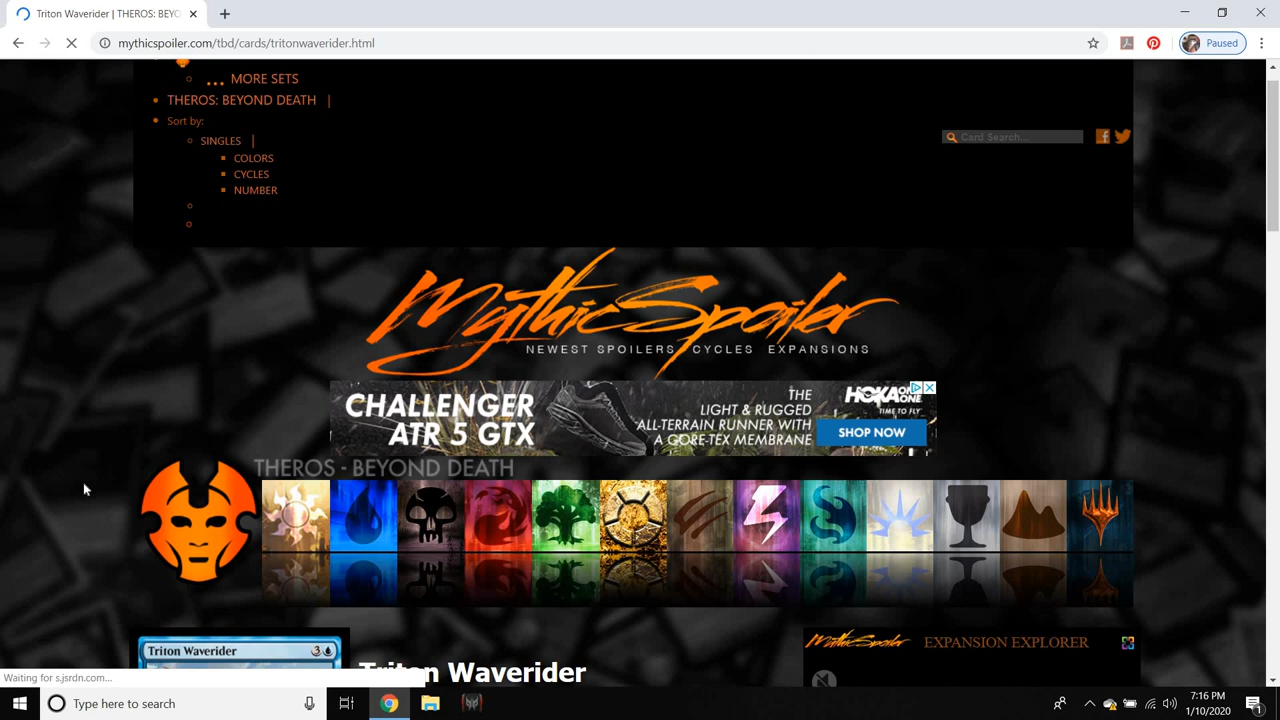 Triton Waverider | THEROS: BEYO
mythicspoiler.com/tbd/cards/tritonwaverider.html
Paused
... MORE SETS
THEROS: BEYOND DEATH |
Sort by:
SINGLES |
COLORS
CYCLES
NUMBER
Card Search...
MythicSpoiler
NEWEST SPOILERS CYCLES EXPANSIONS
CHALLENGER
ATR 5 GTX
THE
LIGHT & RUGGED
ALL-TERRAIN RUNNER WITH
A GORE-TEX MEMBRANE
HOKA ONE ONE
TIME TO FLY
SHOP NOW
THEROS - BEYOND DEATH
Triton Waverider 3
Triton Waverider
MythicSpoiler EXPANSION EXPLORER
Waiting for s.jsrdn.com...
Type here to search
7:16 PM
1/10/2020
1